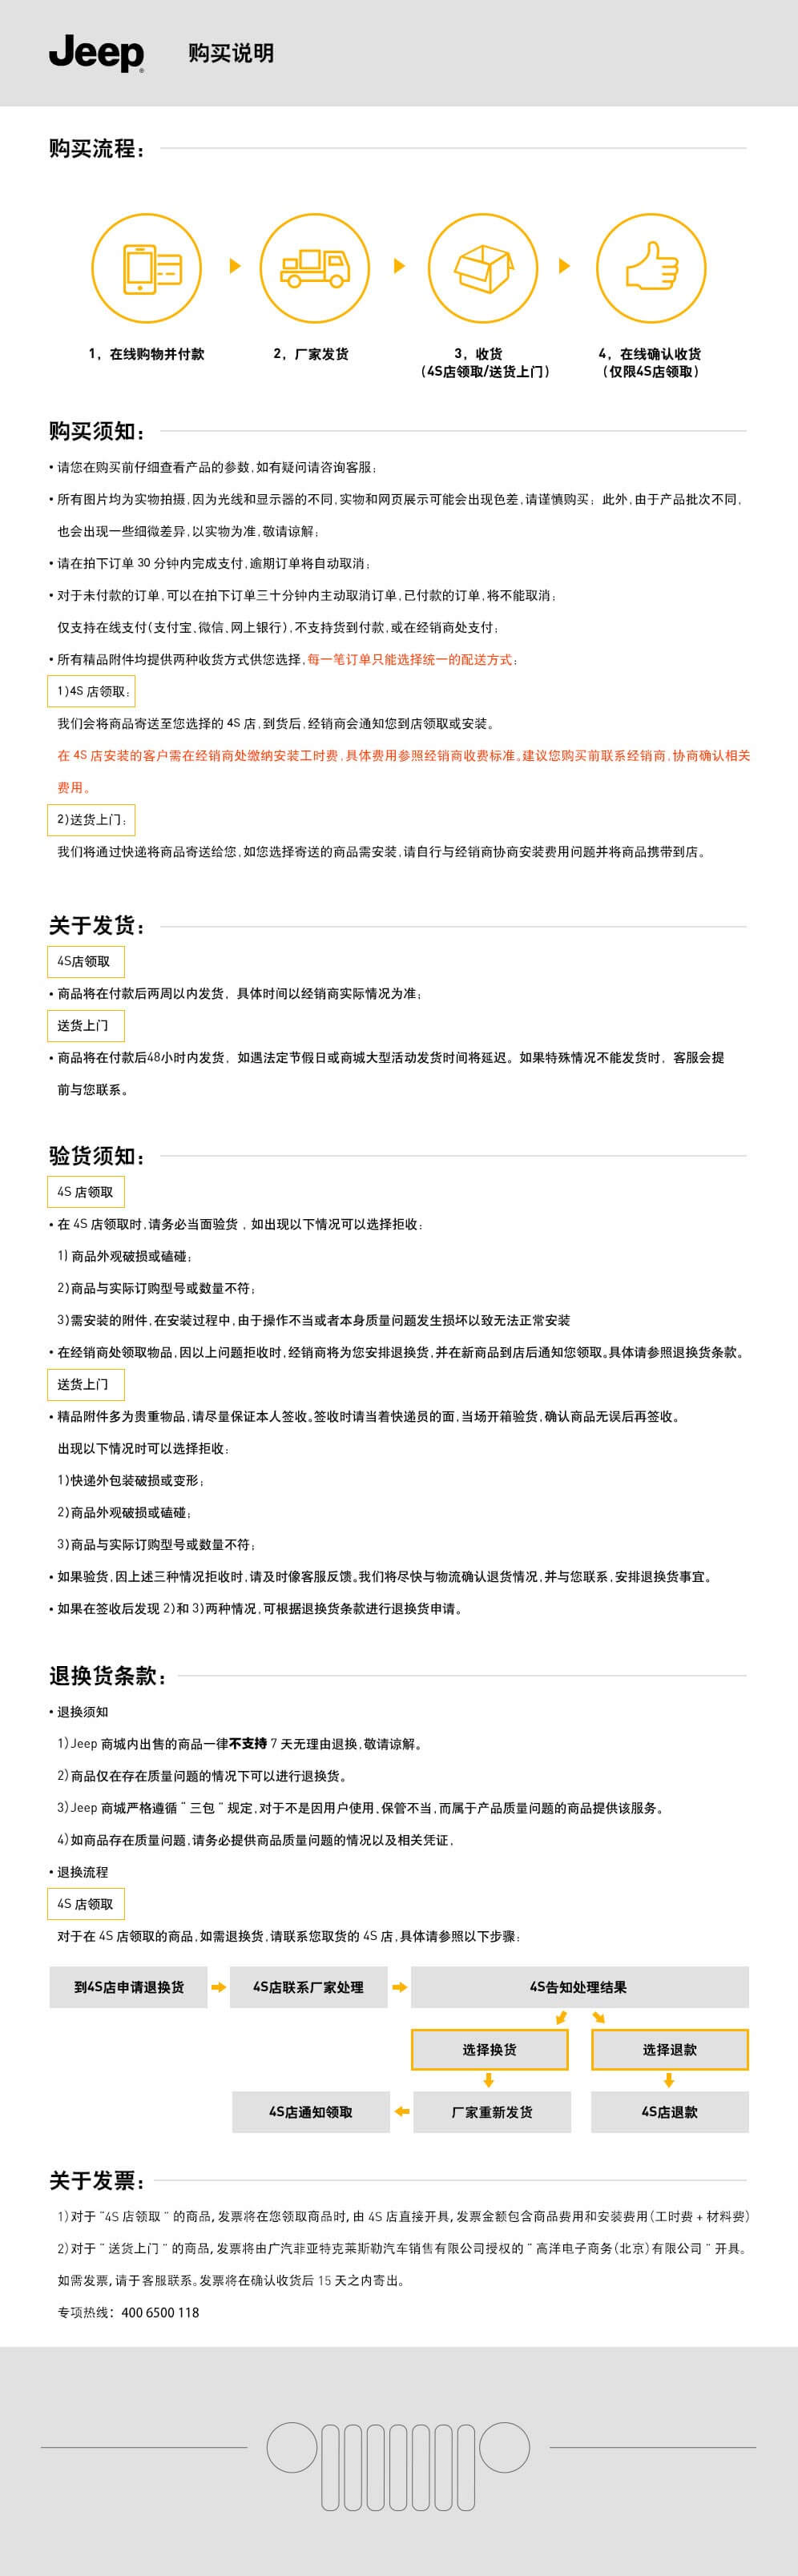 Jeep® 购买说明
购买流程：
1，在线购物并付款
2，厂家发货
3，收货
（4S店领取/送货上门）
4，在线确认收货
（仅限4S店领取）
购买须知：
• 请您在购买前仔细查看产品的参数，如有疑问请咨询客服；
• 所有图片均为实物拍摄，因为光线和显示器的不同，实物和网页展示可能会出现色差，请谨慎购买；此外，由于产品批次不同，
也会出现一些细微差异，以实物为准，敬请谅解；
• 请在拍下订单 30 分钟内完成支付，逾期订单将自动取消；
• 对于未付款的订单，可以在拍下订单三十分钟内主动取消订单，已付款的订单，将不能取消；
仅支持在线支付（支付宝、微信、网上银行），不支持货到付款，或在经销商处支付；
• 所有精品附件均提供两种收货方式供您选择，每一笔订单只能选择统一的配送方式；
1)4S 店领取：
我们会将商品寄送至您选择的 4S 店，到货后，经销商会通知您到店领取或安装。
在 4S 店安装的客户需在经销商处缴纳安装工时费，具体费用参照经销商收费标准。建议您购买前联系经销商，协商确认相关
费用。
2)送货上门：
我们将通过快递将商品寄送给您，如您选择寄送的商品需安装，请自行与经销商协商安装费用问题并将商品携带到店。
关于发货：
4S店领取
• 商品将在付款后两周以内发货，具体时间以经销商实际情况为准；
送货上门
• 商品将在付款后48小时内发货，如遇法定节假日或商城大型活动发货时间将延迟。如果特殊情况不能发货时，客服会提
前与您联系。
验货须知：
4S 店领取
• 在 4S 店领取时，请务必当面验货，如出现以下情况可以选择拒收：
1) 商品外观破损或磕碰；
2)商品与实际订购型号或数量不符；
3)需安装的附件，在安装过程中，由于操作不当或者本身质量问题发生损坏以致无法正常安装
• 在经销商处领取物品，因以上问题拒收时，经销商将为您安排退换货，并在新商品到店后通知您领取。具体请参照退换货条款。
送货上门
• 精品附件多为贵重物品，请尽量保证本人签收。签收时请当着快递员的面，当场开箱验货，确认商品无误后再签收。
出现以下情况时可以选择拒收：
1)快递外包装破损或变形；
2)商品外观破损或磕碰；
3)商品与实际订购型号或数量不符；
• 如果验货，因上述三种情况拒收时，请及时像客服反馈。我们将尽快与物流确认退货情况，并与您联系，安排退换货事宜。
• 如果在签收后发现 2)和 3)两种情况，可根据退换货条款进行退换货申请。
退换货条款：
• 退换须知
1)Jeep 商城内出售的商品一律不支持 7 天无理由退换，敬请谅解。
2)商品仅在存在质量问题的情况下可以进行退换货。
3)Jeep 商城严格遵循“三包”规定，对于不是因用户使用、保管不当，而属于产品质量问题的商品提供该服务。
4)如商品存在质量问题，请务必提供商品质量问题的情况以及相关凭证，
• 退换流程
4S 店领取
对于在 4S 店领取的商品，如需退换货，请联系您取货的 4S 店，具体请参照以下步骤：
到4S店申请退换货
4S店联系厂家处理
4S告知处理结果
选择换货
选择退款
4S店通知领取
厂家重新发货
4S店退款
关于发票：
1)对于“4S 店领取”的商品，发票将在您领取商品时，由 4S 店直接开具，发票金额包含商品费用和安装费用（工时费 + 材料费）
2)对于“送货上门”的商品，发票将由广汽菲亚特克莱斯勒汽车销售有限公司授权的“高洋电子商务（北京）有限公司”开具。
如需发票，请于客服联系。发票将在确认收货后 15 天之内寄出。
专项热线：400 6500 118